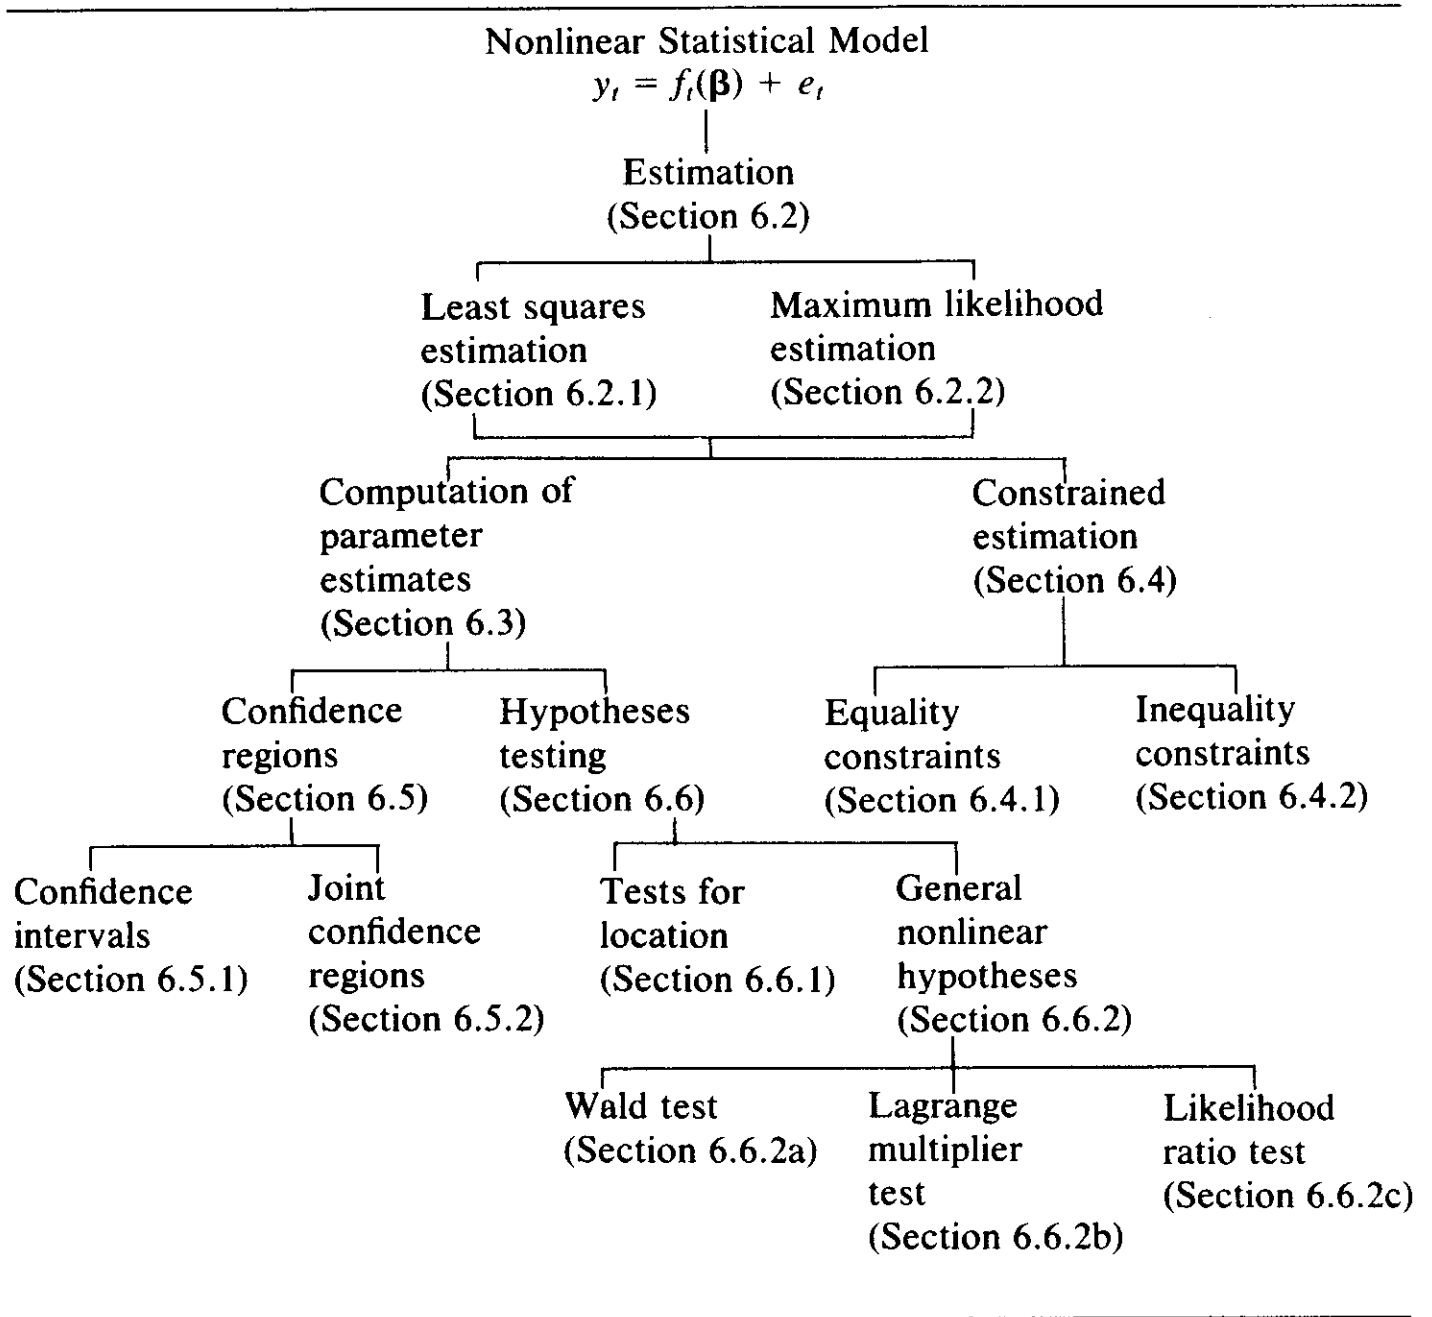 Nonlinear Statistical Model
yₜ = fₜ(β) + eₜ
Estimation
(Section 6.2)
Least squares
estimation
(Section 6.2.1)
Maximum likelihood
estimation
(Section 6.2.2)
Computation of
parameter
estimates
(Section 6.3)
Constrained
estimation
(Section 6.4)
Confidence
regions
(Section 6.5)
Hypotheses
testing
(Section 6.6)
Equality
constraints
(Section 6.4.1)
Inequality
constraints
(Section 6.4.2)
Confidence
intervals
(Section 6.5.1)
Joint
confidence
regions
(Section 6.5.2)
Tests for
location
(Section 6.6.1)
General
nonlinear
hypotheses
(Section 6.6.2)
Wald test
(Section 6.6.2a)
Lagrange
multiplier
test
(Section 6.6.2b)
Likelihood
ratio test
(Section 6.6.2c)